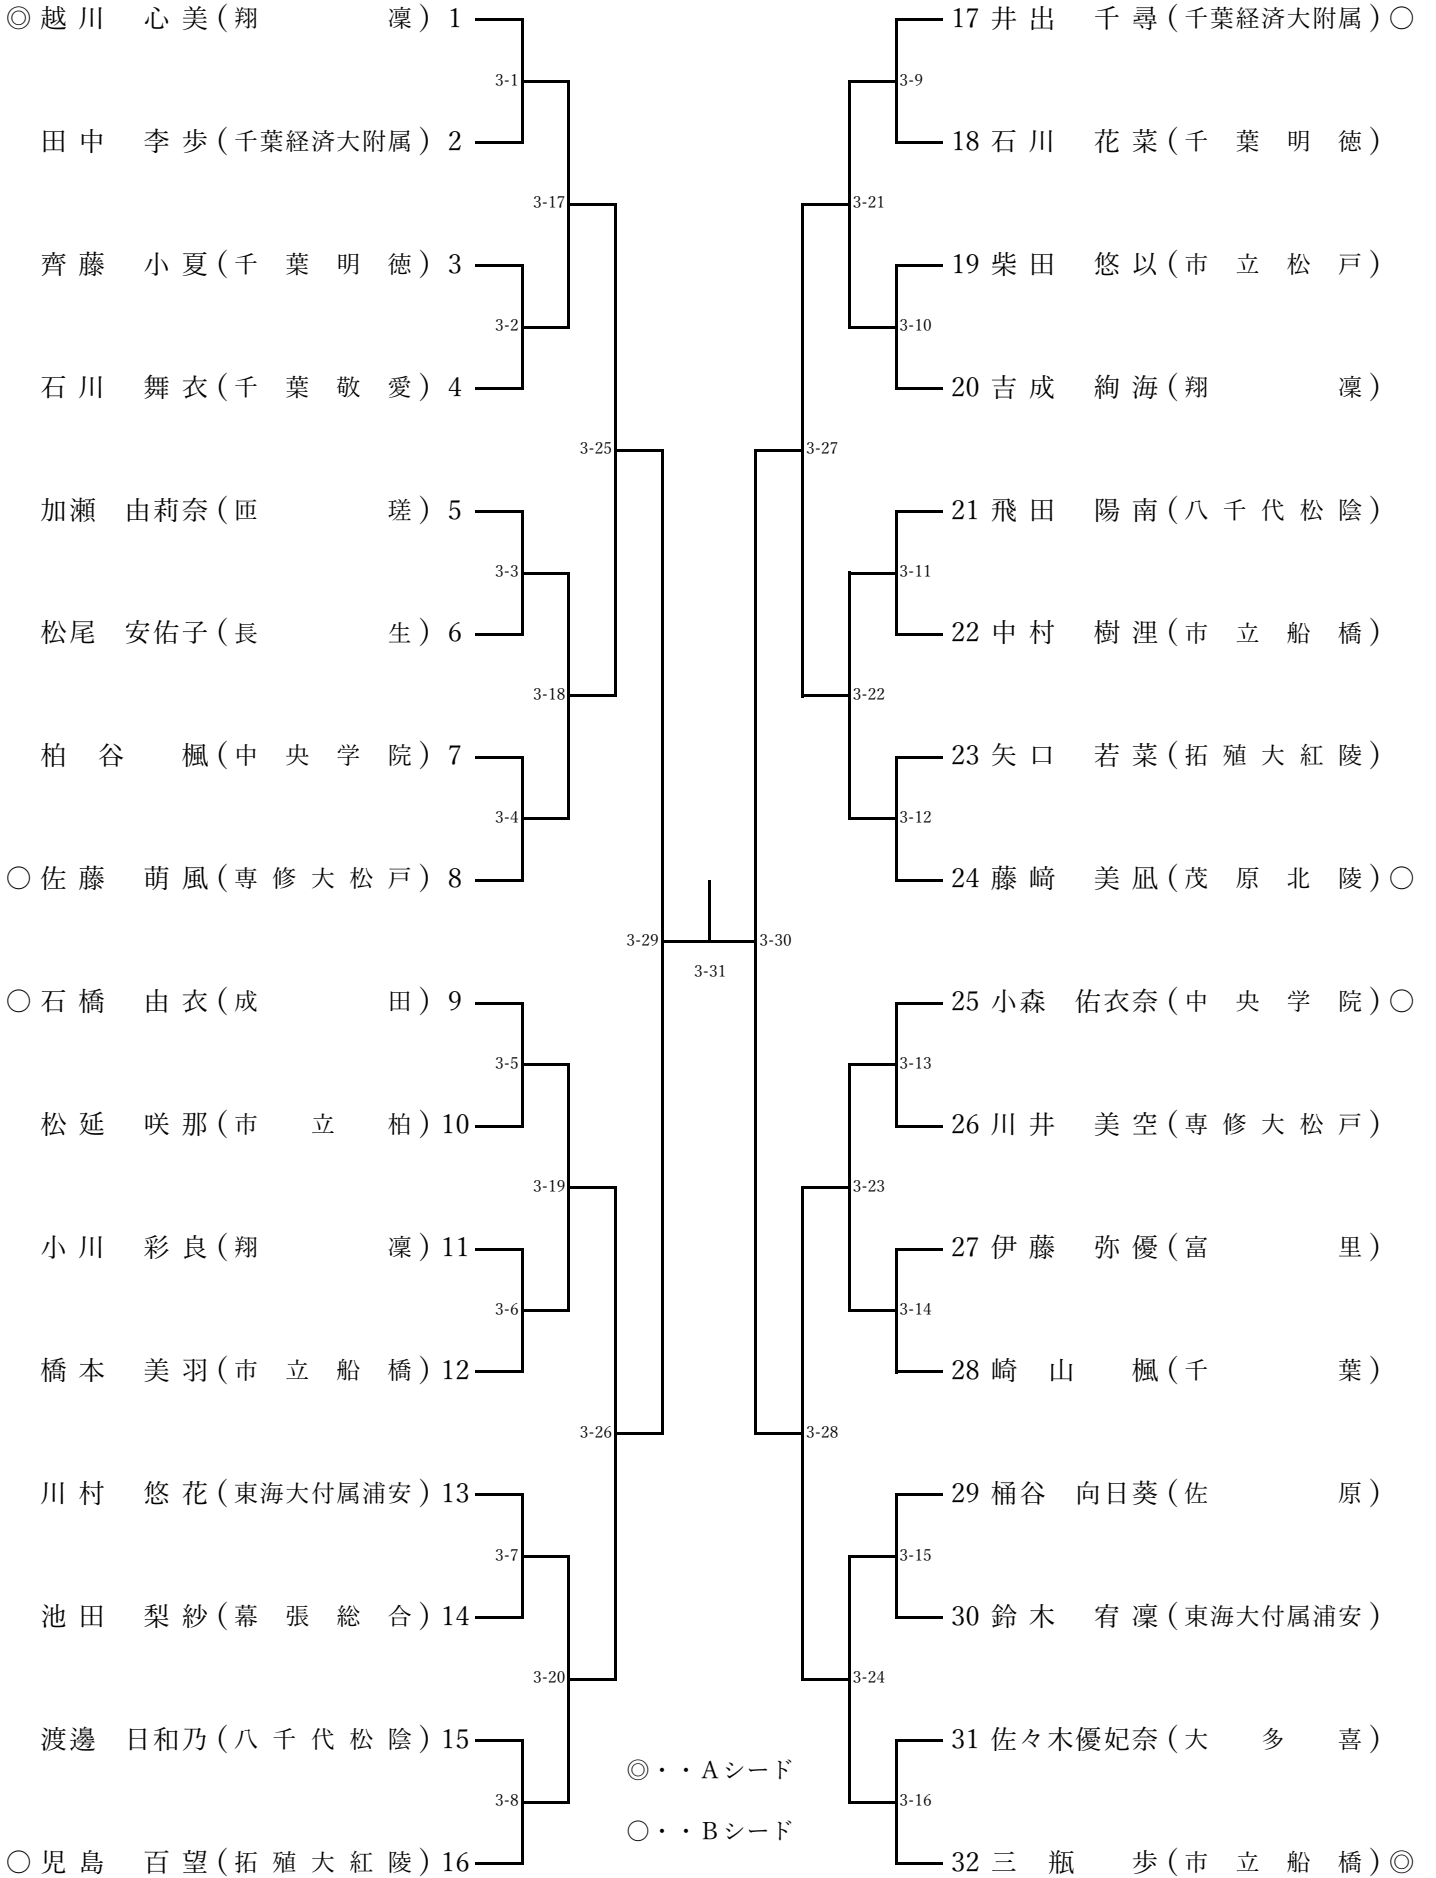 ◎越川 心美(翔凜) 1
3-1
田中 李歩(千葉経済大附属) 2
3-17
齊藤 小夏(千葉明徳) 3
3-2
石川 舞衣(千葉敬愛) 4
3-25
加瀬 由莉奈(匝瑳) 5
3-3
松尾 安佑子(長生) 6
3-18
柏谷 楓(中央学院) 7
3-4
○佐藤 萌風(専修大松戸) 8
3-29
○石橋 由衣(成田) 9
3-5
松延 咲那(市立柏) 10
3-19
小川 彩良(翔凜) 11
3-6
橋本 美羽(市立船橋) 12
3-26
川村 悠花(東海大付属浦安) 13
3-7
池田 梨紗(幕張総合) 14
3-20
渡邊 日和乃(八千代松陰) 15
3-8
○児島 百望(拓殖大紅陵) 16
3-31
◎・・Aシード
○・・Bシード
17 井出 千尋(千葉経済大附属)○
3-9
18 石川 花菜(千葉明徳)
3-21
19 柴田 悠以(市立松戸)
3-10
20 吉成 絢海(翔凜)
3-27
21 飛田 陽南(八千代松陰)
3-11
22 中村 樹浬(市立船橋)
3-22
23 矢口 若菜(拓殖大紅陵)
3-12
24 藤﨑 美凪(茂原北陵)○
3-30
25 小森 佑衣奈(中央学院)○
3-13
26 川井 美空(専修大松戸)
3-23
27 伊藤 弥優(富里)
3-14
28 崎山 楓(千葉)
3-28
29 桶谷 向日葵(佐原)
3-15
30 鈴木 宥凜(東海大付属浦安)
3-24
31 佐々木優妃奈(大多喜)
3-16
32 三瓶 歩(市立船橋)◎